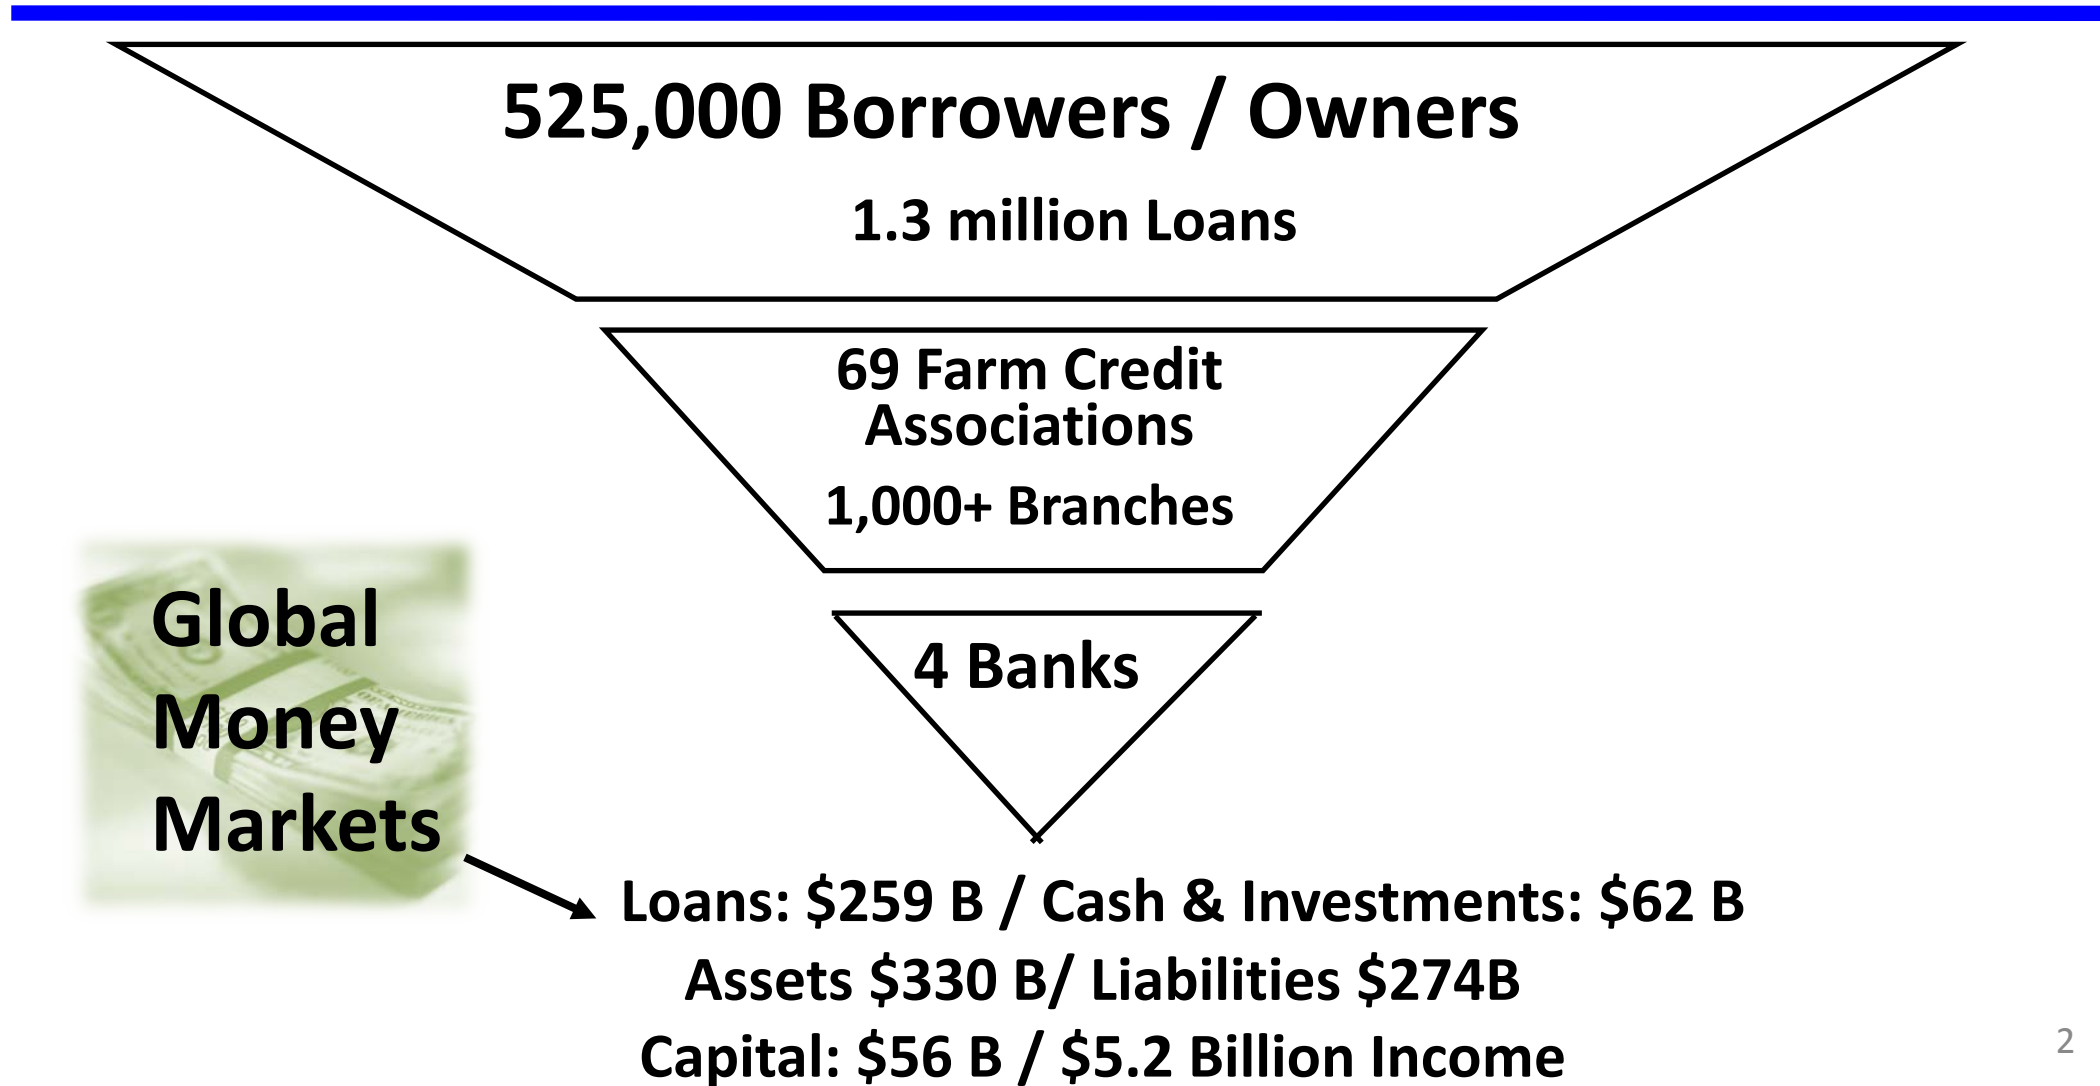 525,000 Borrowers / Owners
1.3 million Loans
69 Farm Credit
Associations
1,000+ Branches
4 Banks
Global
Money
Markets
Loans: $259 B / Cash & Investments: $62 B
Assets $330 B/ Liabilities $274B
Capital: $56 B / $5.2 Billion Income
2